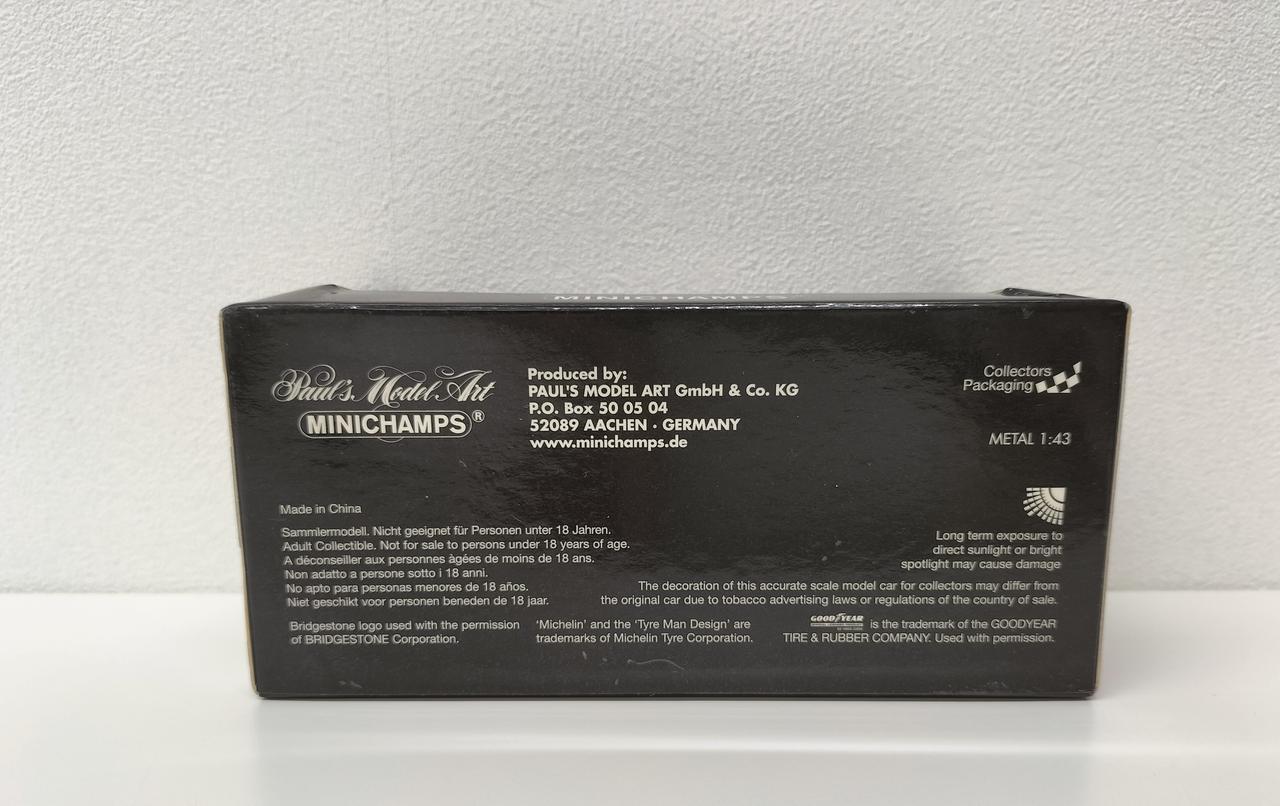 MINICHAMPS
Paul's Model Art
MINICHAMPS®
Produced by:
PAUL'S MODEL ART GmbH & Co. KG
P.O. Box 50 05 04
52089 AACHEN · GERMANY
www.minichamps.de
Collectors
Packaging
METAL 1:43
Made in China
Sammlermodell. Nicht geeignet für Personen unter 18 Jahren.
Adult Collectible. Not for sale to persons under 18 years of age.
A déconseiller aux personnes àgées de moins de 18 ans.
Non adatto a persone sotto i 18 anni.
No apto para personas menores de 18 años.
Niet geschikt voor personen beneden de 18 jaar.
Long term exposure to
direct sunlight or bright
spotlight may cause damage
The decoration of this accurate scale model car for collectors may differ from
the original car due to tobacco advertising laws or regulations of the country of sale.
Bridgestone logo used with the permission
of BRIDGESTONE Corporation.
'Michelin' and the 'Tyre Man Design' are
trademarks of Michelin Tyre Corporation.
GOODYEAR is the trademark of the GOODYEAR
TIRE & RUBBER COMPANY. Used with permission.